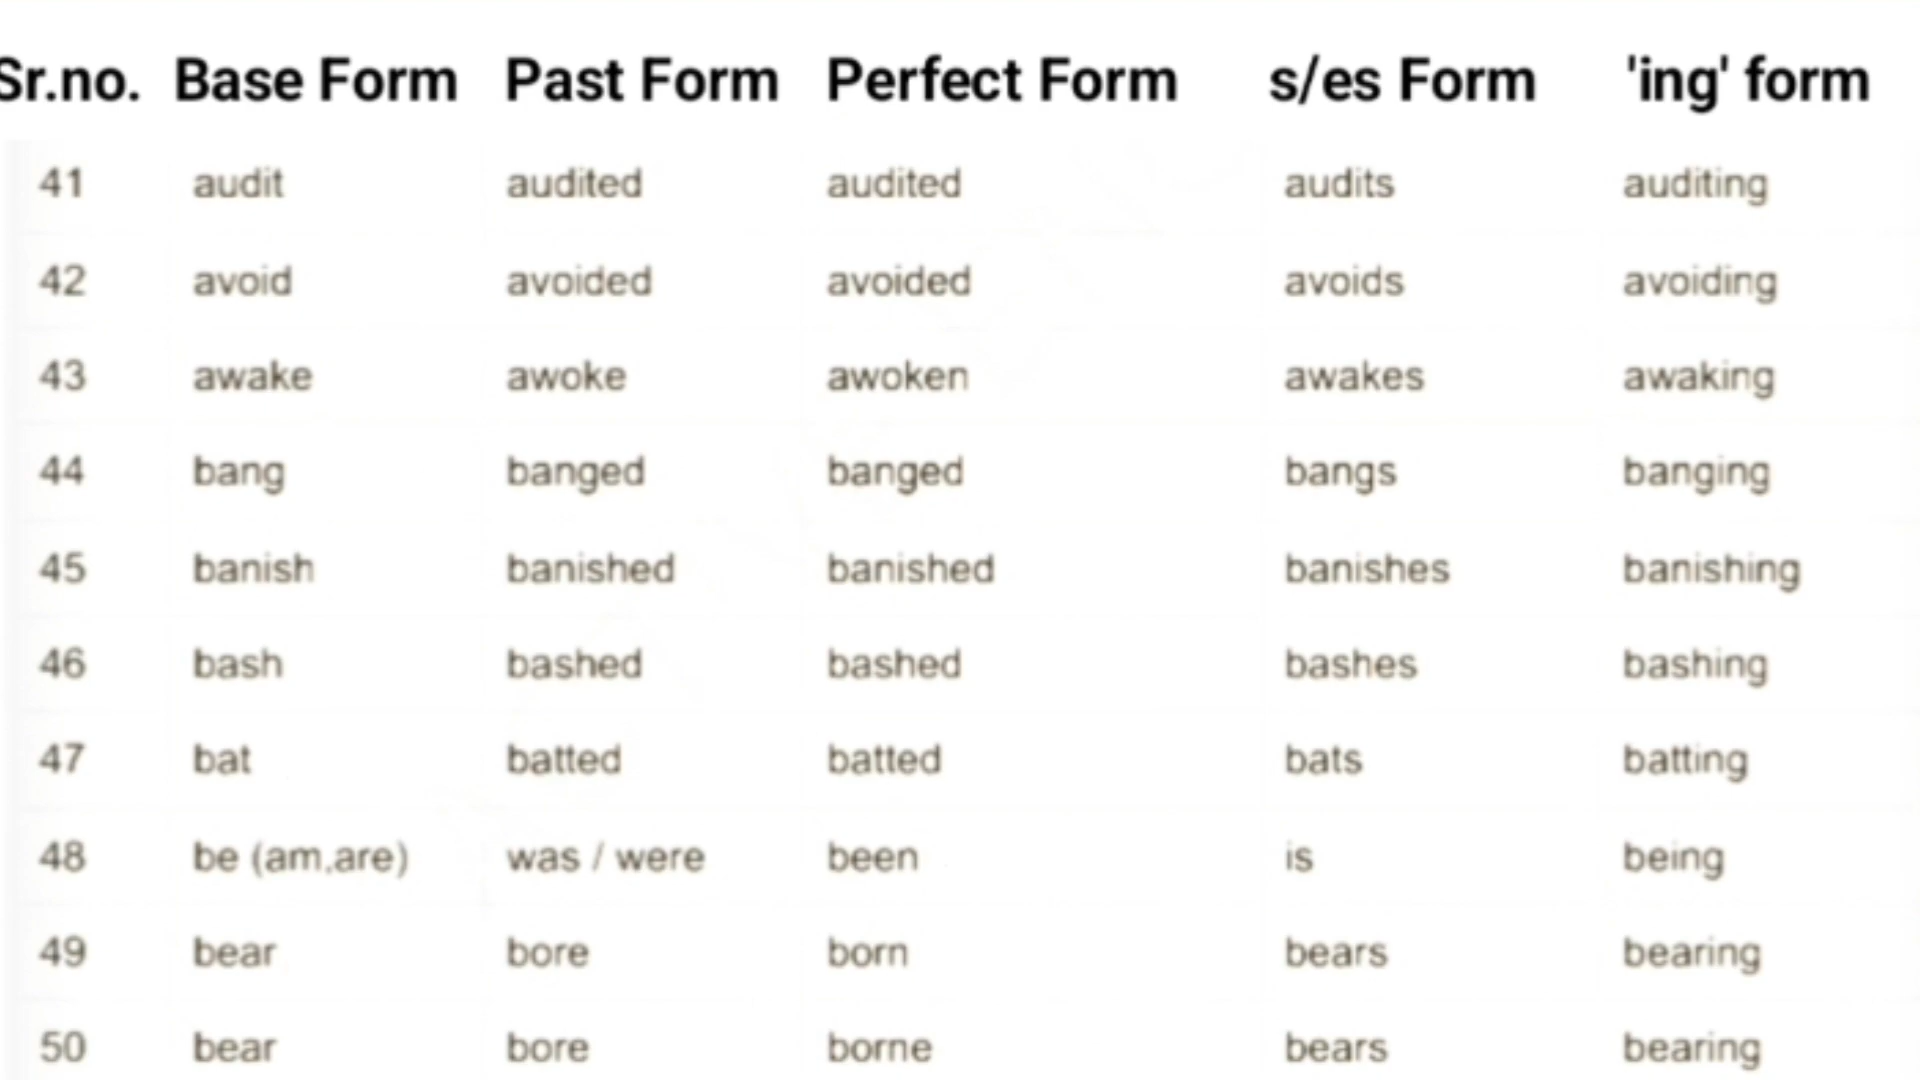 Sr.no. Base Form Past Form Perfect Form s/es Form 'ing' form
41 audit audited audited audits auditing
42 avoid avoided avoided avoids avoiding
43 awake awoke awoken awakes awaking
44 bang banged banged bangs banging
45 banish banished banished banishes banishing
46 bash bashed bashed bashes bashing
47 bat batted batted bats batting
48 be (am,are) was / were been is being
49 bear bore born bears bearing
50 bear bore borne bears bearing